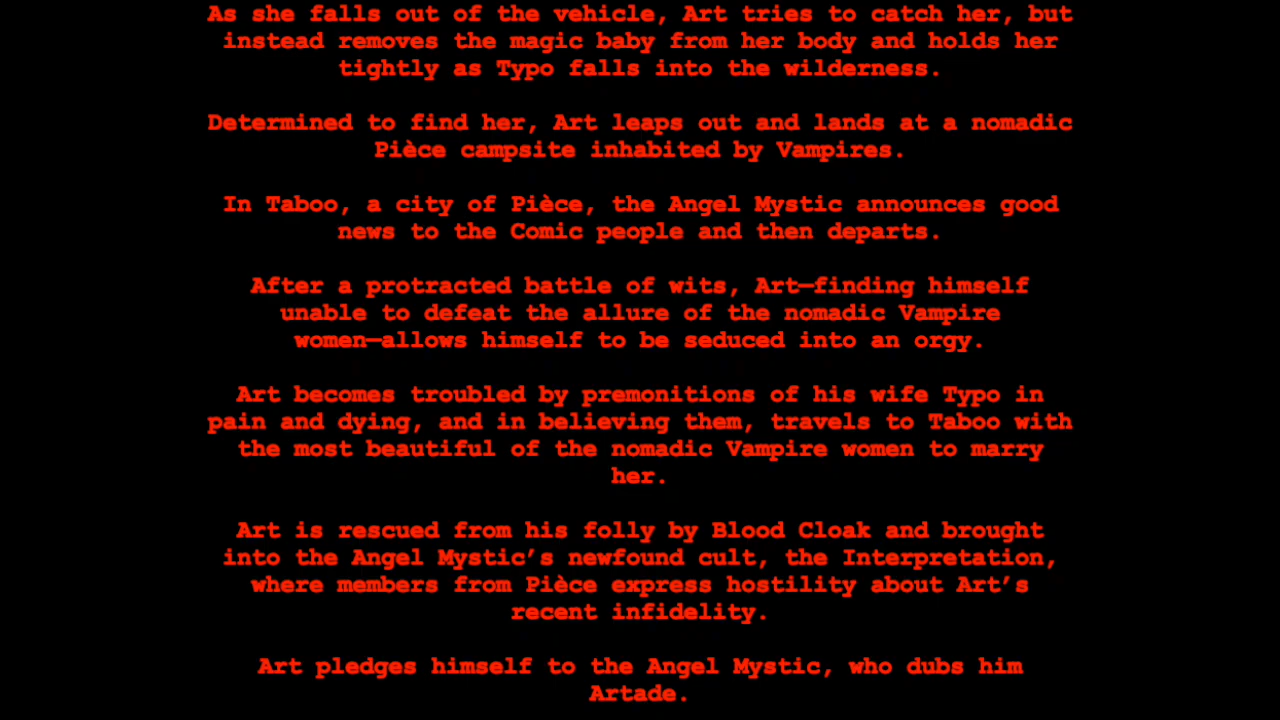 As she falls out of the vehicle, Art tries to catch her, but
instead removes the magic baby from her body and holds her
tightly as Typo falls into the wilderness.
Determined to find her, Art leaps out and lands at a nomadic
Pièce campsite inhabited by Vampires.
In Taboo, a city of Pièce, the Angel Mystic announces good
news to the Comic people and then departs.
After a protracted battle of wits, Art—finding himself
unable to defeat the allure of the nomadic Vampire
women—allows himself to be seduced into an orgy.
Art becomes troubled by premonitions of his wife Typo in
pain and dying, and in believing them, travels to Taboo with
the most beautiful of the nomadic Vampire women to marry
her.
Art is rescued from his folly by Blood Cloak and brought
into the Angel Mystic’s newfound cult, the Interpretation,
where members from Pièce express hostility about Art’s
recent infidelity.
Art pledges himself to the Angel Mystic, who dubs him
Artade.